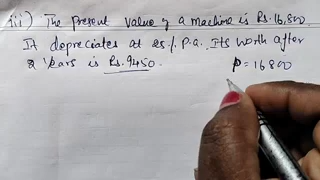 iii) The present value of a machine is Rs.16,800.
It depreciates at 25%. P.a. Its worth after
2 years is Rs.9450.
P=16800